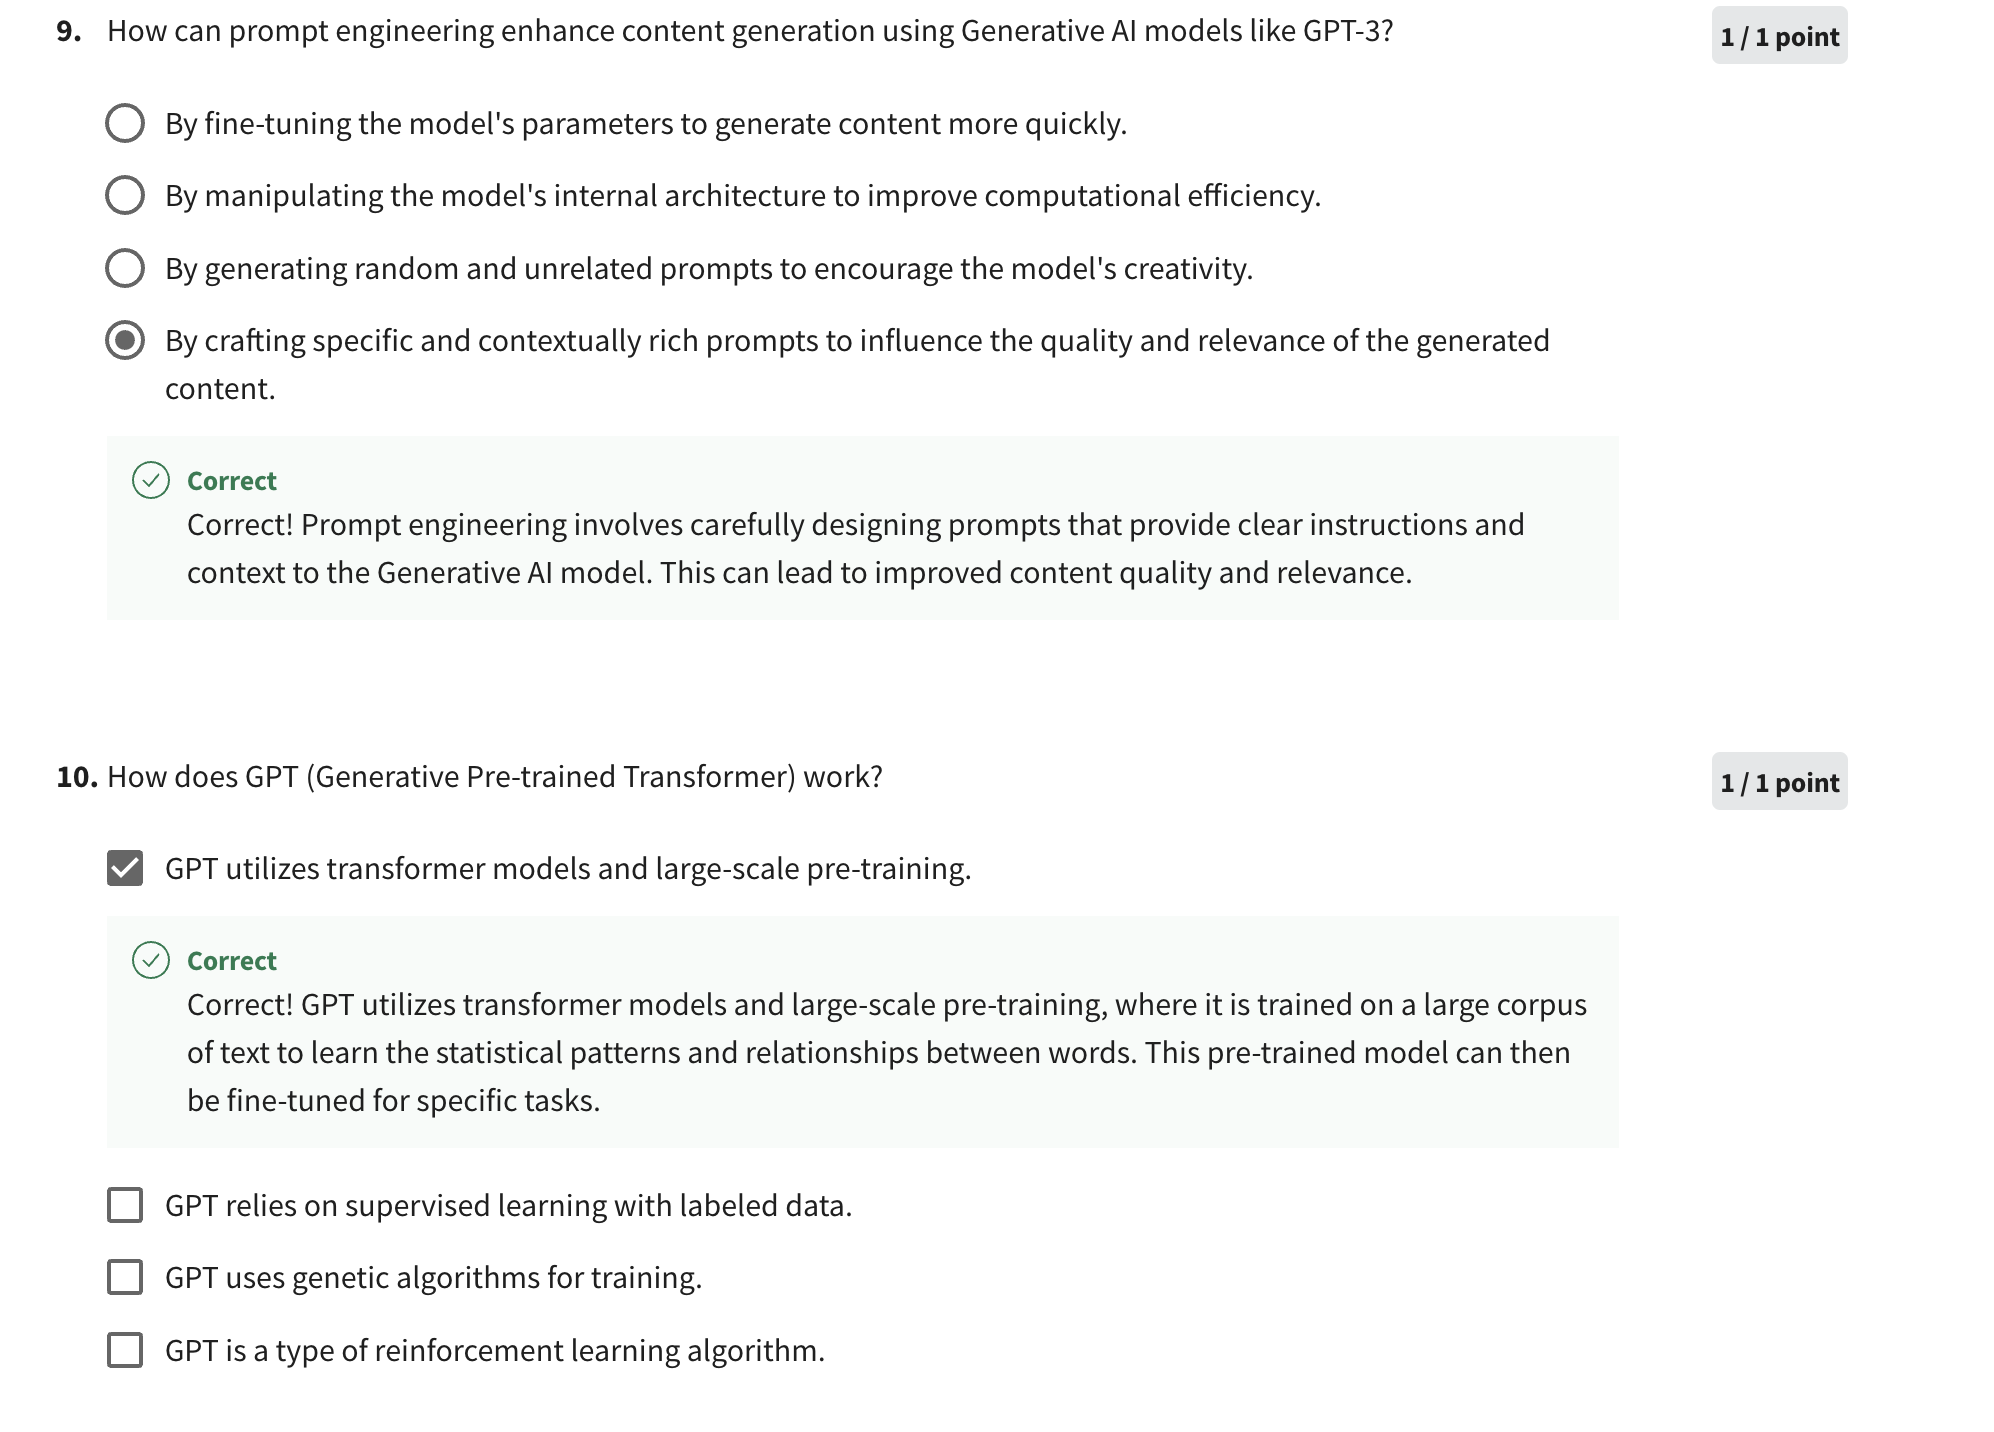 9. How can prompt engineering enhance content generation using Generative AI models like GPT-3?
1 / 1 point
By fine-tuning the model's parameters to generate content more quickly.
By manipulating the model's internal architecture to improve computational efficiency.
By generating random and unrelated prompts to encourage the model's creativity.
By crafting specific and contextually rich prompts to influence the quality and relevance of the generated
content.
Correct
Correct! Prompt engineering involves carefully designing prompts that provide clear instructions and
context to the Generative AI model. This can lead to improved content quality and relevance.
10. How does GPT (Generative Pre-trained Transformer) work?
1 / 1 point
GPT utilizes transformer models and large-scale pre-training.
Correct
Correct! GPT utilizes transformer models and large-scale pre-training, where it is trained on a large corpus
of text to learn the statistical patterns and relationships between words. This pre-trained model can then
be fine-tuned for specific tasks.
GPT relies on supervised learning with labeled data.
GPT uses genetic algorithms for training.
GPT is a type of reinforcement learning algorithm.